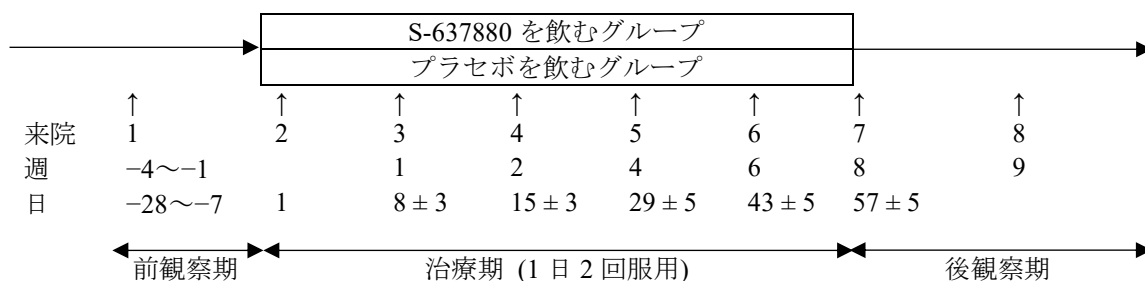 S-637880 を飲むグループ
プラセボを飲むグループ
↑ ↑ ↑ ↑ ↑ ↑ ↑ ↑
来院 1 2 3 4 5 6 7 8
週 −4～−1 1 2 4 6 8 9
日 −28～−7 1 8 ± 3 15 ± 3 29 ± 5 43 ± 5 57 ± 5
前観察期 治療期 (1 日 2 回服用) 後観察期